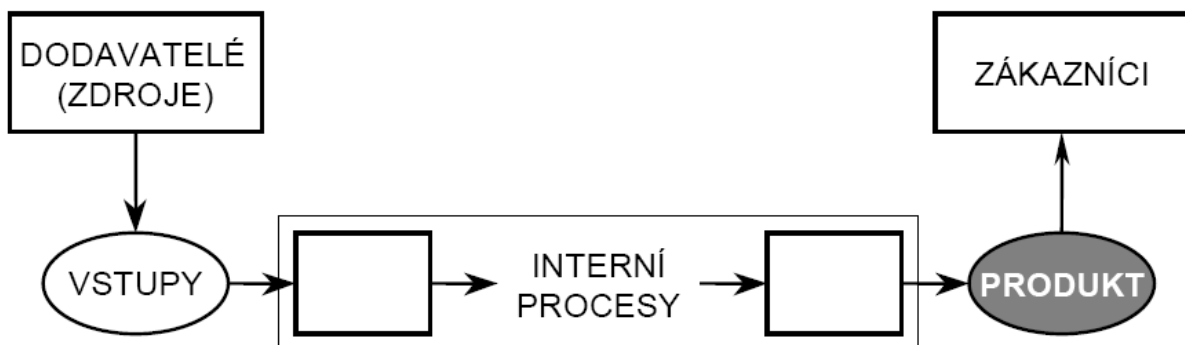 DODAVATELÉ
(ZDROJE)
ZÁKAZNÍCI
VSTUPY
INTERNÍ
PROCESY
PRODUKT